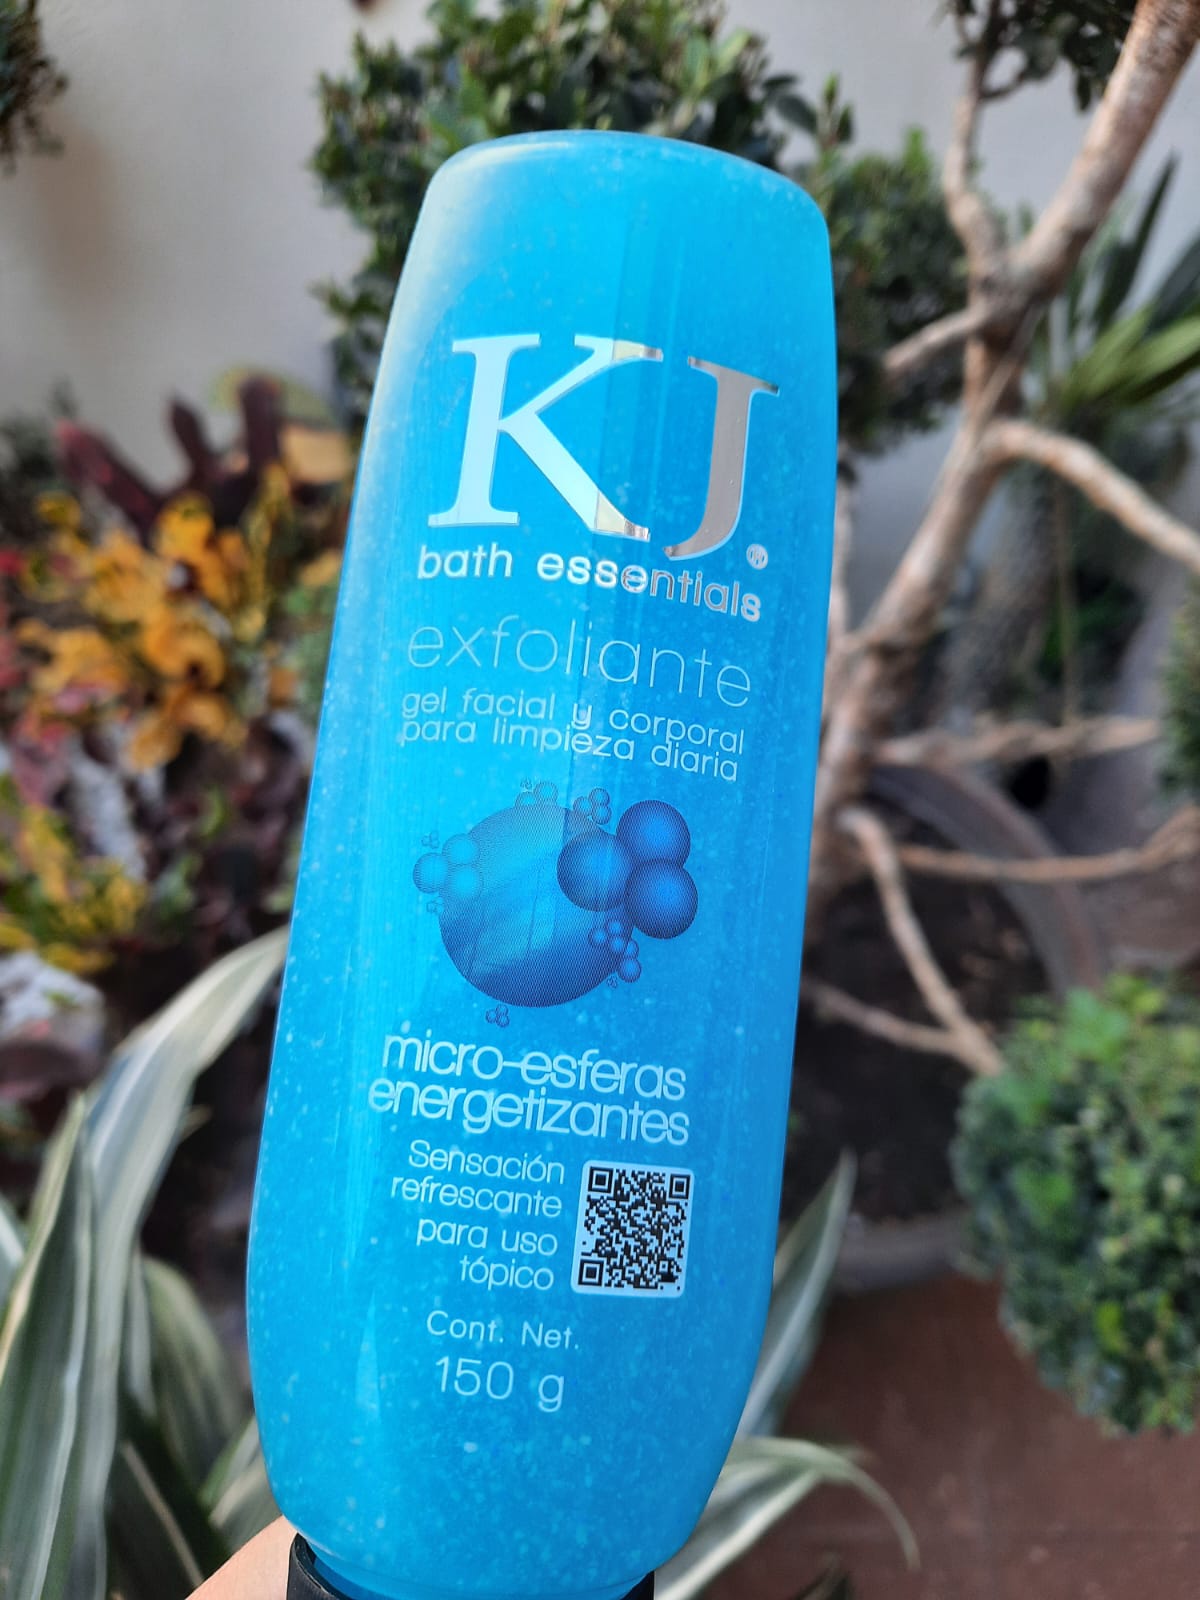 KJ®
bath essentials
exfoliante
gel facial y corporal
para limpieza diaria
micro-esferas
energetizantes
Sensación
refrescante
para uso
tópico
Cont. Net.
150 g